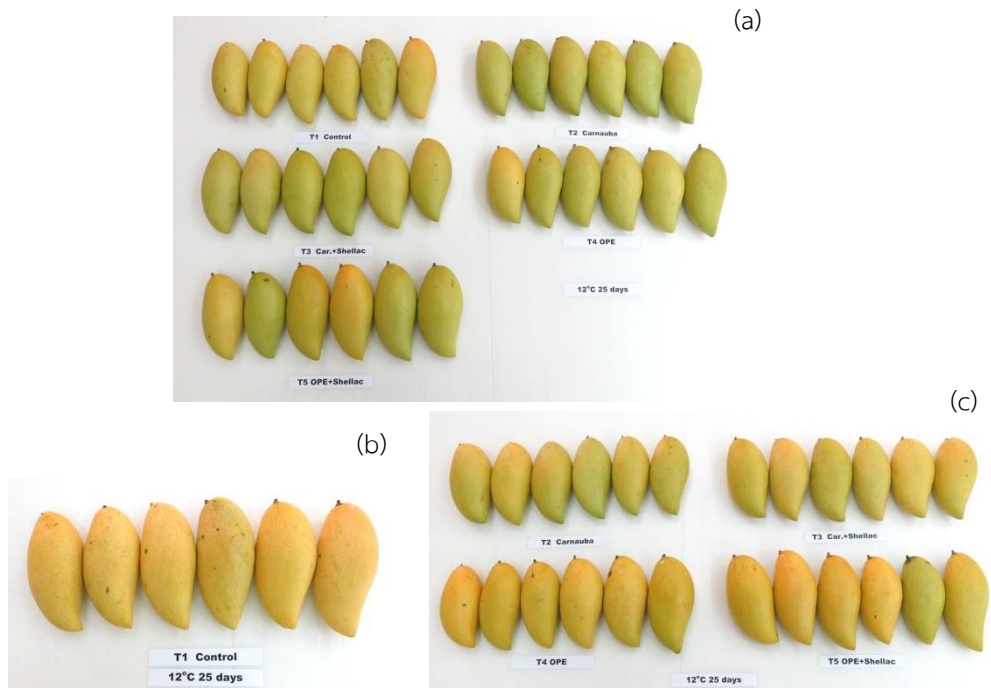 (a)
T1 Control
T2 Carnauba
T3 Car.+Shellac
T4 OPE
12°C 25 days
T5 OPE+Shellac
(b)
T1 Control
12°C 25 days
(c)
T2 Carnauba
T3 Car.+Shellac
T4 OPE
T5 OPE+Shellac
12°C 25 days